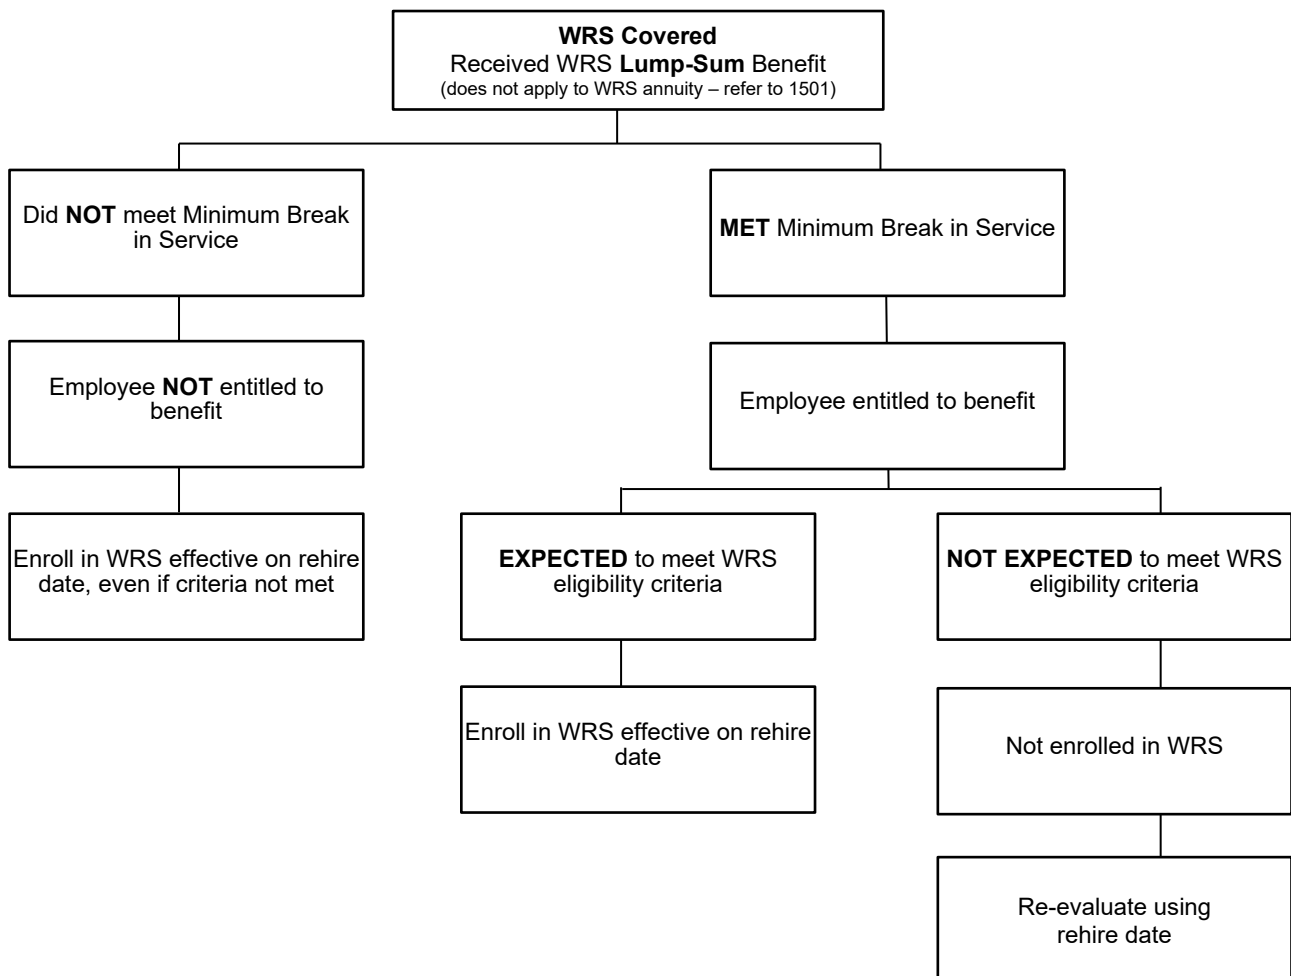 WRS Covered
Received WRS Lump-Sum Benefit
(does not apply to WRS annuity – refer to 1501)
Did NOT meet Minimum Break
in Service
MET Minimum Break in Service
Employee NOT entitled to
benefit
Employee entitled to benefit
Enroll in WRS effective on rehire
date, even if criteria not met
EXPECTED to meet WRS
eligibility criteria
NOT EXPECTED to meet WRS
eligibility criteria
Enroll in WRS effective on rehire
date
Not enrolled in WRS
Re-evaluate using
rehire date